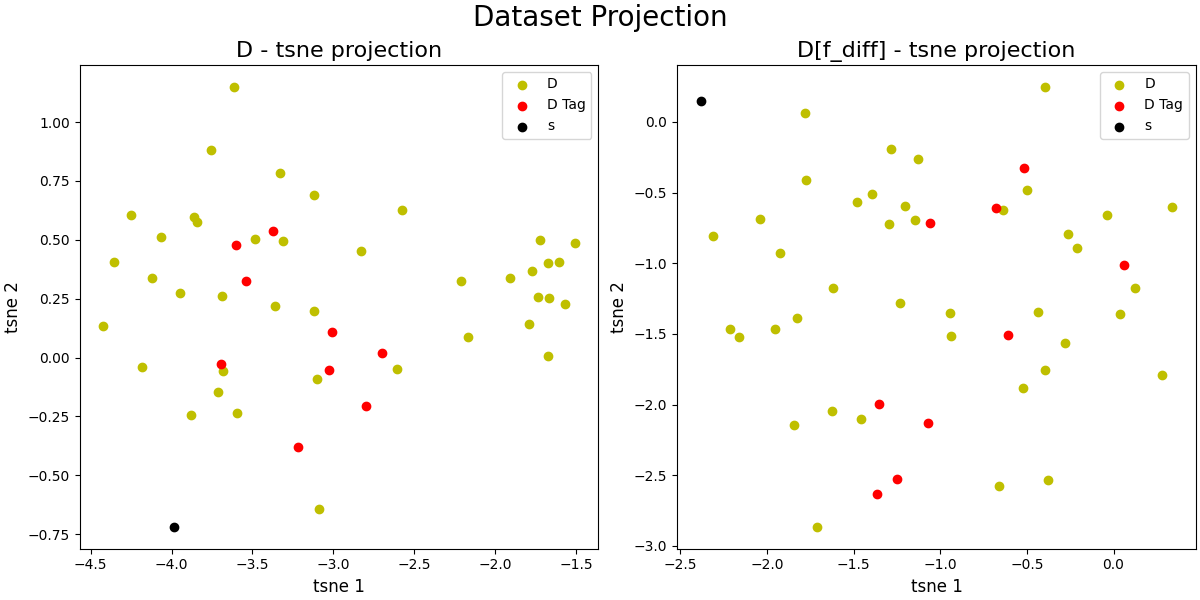 Dataset Projection
D - tsne projection
D
D Tag
s
1.00
0.75
0.50
0.25
0.00
−0.25
−0.50
−0.75
tsne 2
−4.5 −4.0 −3.5 −3.0 −2.5 −2.0 −1.5
tsne 1
D[f_diff] - tsne projection
D
D Tag
s
0.0
−0.5
−1.0
−1.5
−2.0
−2.5
−3.0
tsne 2
−2.5 −2.0 −1.5 −1.0 −0.5 0.0
tsne 1